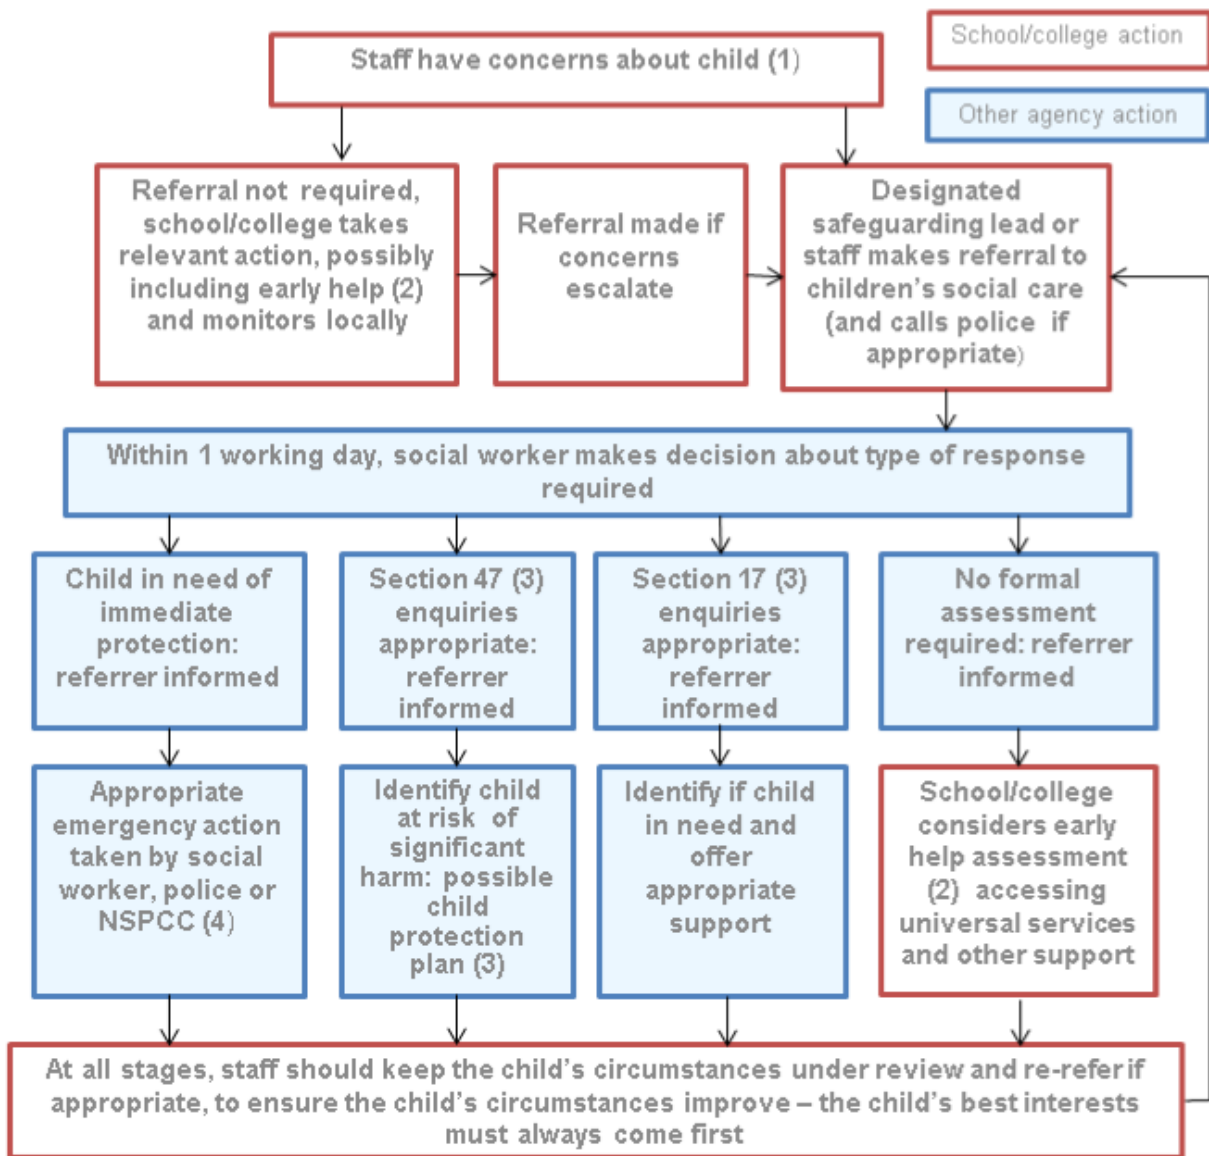 School/college action
Staff have concerns about child (1)
Other agency action
Referral not required,
school/college takes
relevant action, possibly
including early help (2)
and monitors locally
Referral made if
concerns
escalate
Designated
safeguarding lead or
staff makes referral to
children’s social care
(and calls police if
appropriate)
Within 1 working day, social worker makes decision about type of response
required
Child in need of
immediate
protection:
referrer informed
Section 47 (3)
enquiries
appropriate:
referrer
informed
Section 17 (3)
enquiries
appropriate:
referrer
informed
No formal
assessment
required: referrer
informed
Appropriate
emergency action
taken by social
worker, police or
NSPCC (4)
Identify child
at risk of
significant
harm: possible
child
protection
plan (3)
Identify if child
in need and
offer
appropriate
support
School/college
considers early
help assessment
(2) accessing
universal services
and other support
At all stages, staff should keep the child’s circumstances under review and re-refer if
appropriate, to ensure the child’s circumstances improve – the child’s best interests
must always come first